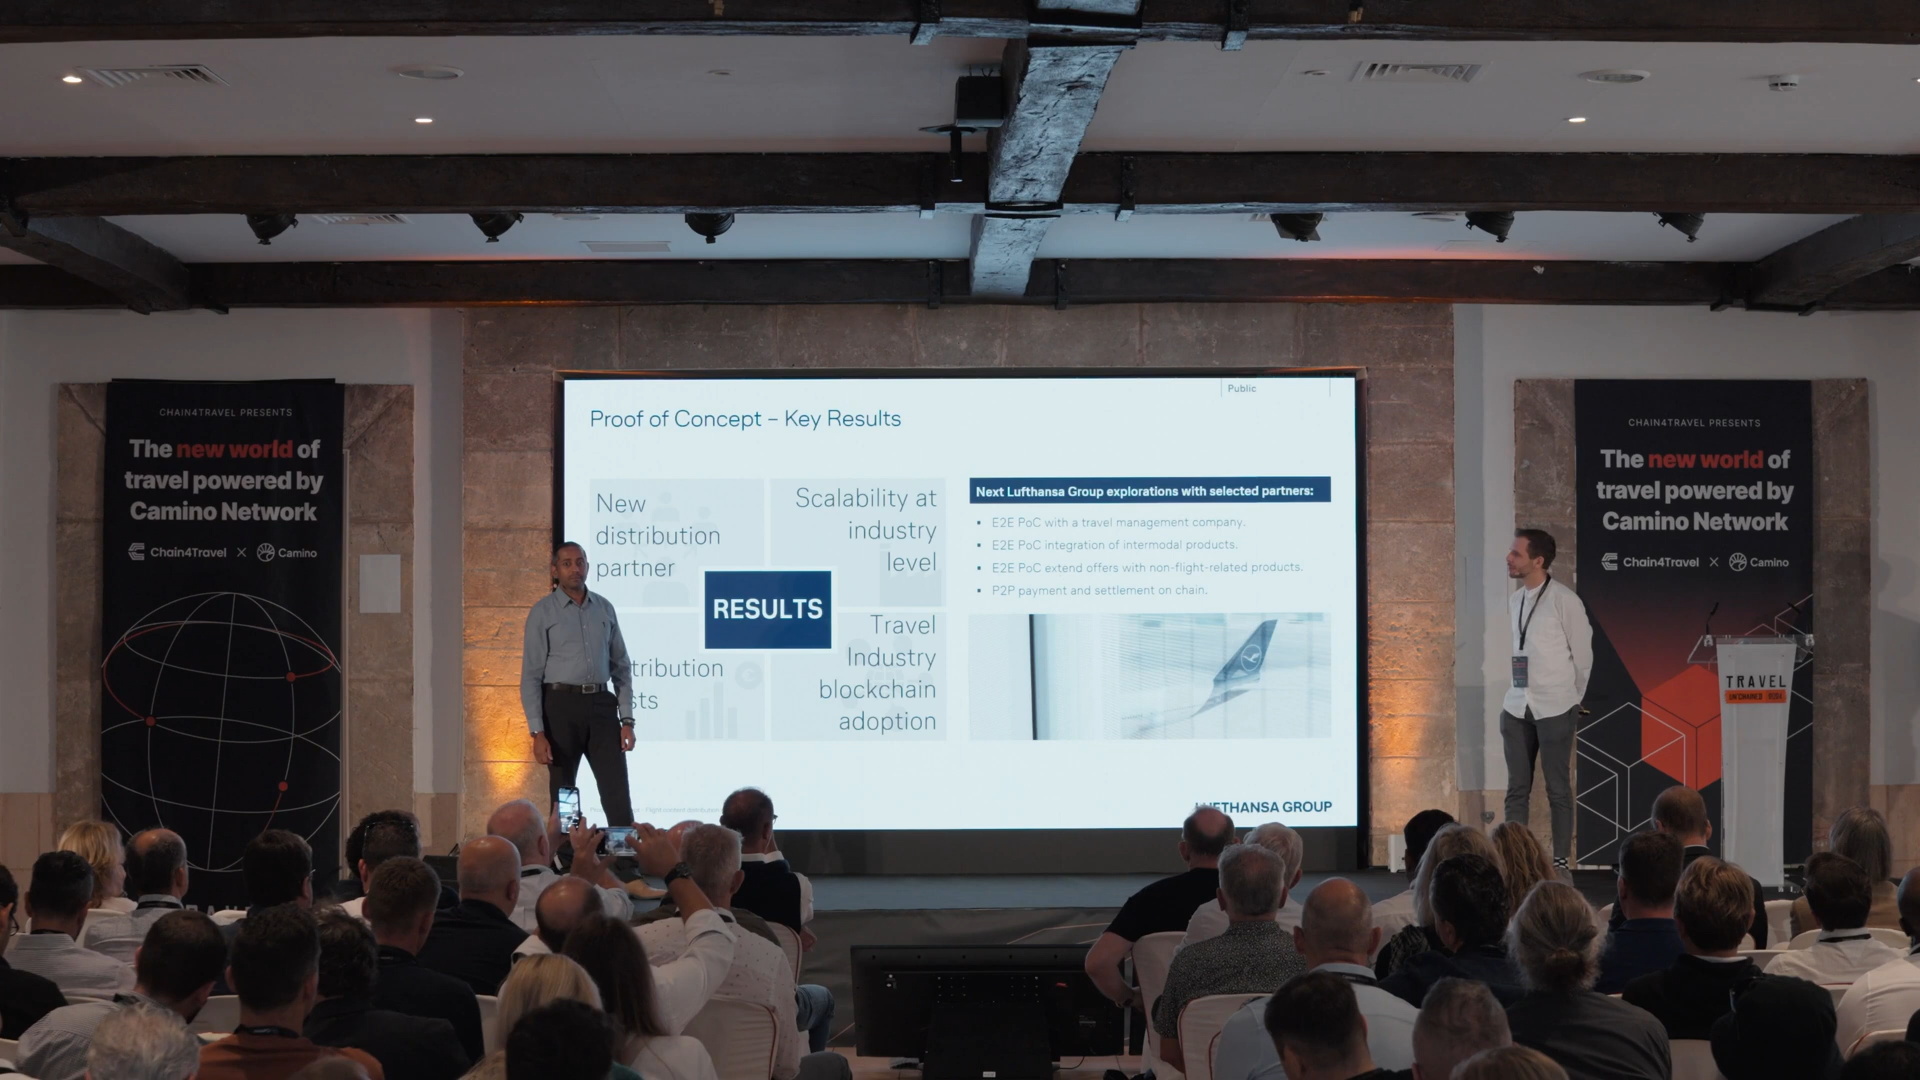 CHAIN4TRAVEL PRESENTS
The new world of
travel powered by
Camino Network
Chain4Travel X Camino
Public
Proof of Concept – Key Results
New
distribution
partner
Scalability at
industry
level
RESULTS
tribution
sts
Travel
Industry
blockchain
adoption
Next Lufthansa Group explorations with selected partners:
▪ E2E PoC with a travel management company.
▪ E2E PoC integration of intermodal products.
▪ E2E PoC extend offers with non-flight-related products.
▪ P2P payment and settlement on chain.
LUFTHANSA GROUP
CHAIN4TRAVEL PRESENTS
The new world of
travel powered by
Camino Network
Chain4Travel X Camino
TRAVEL